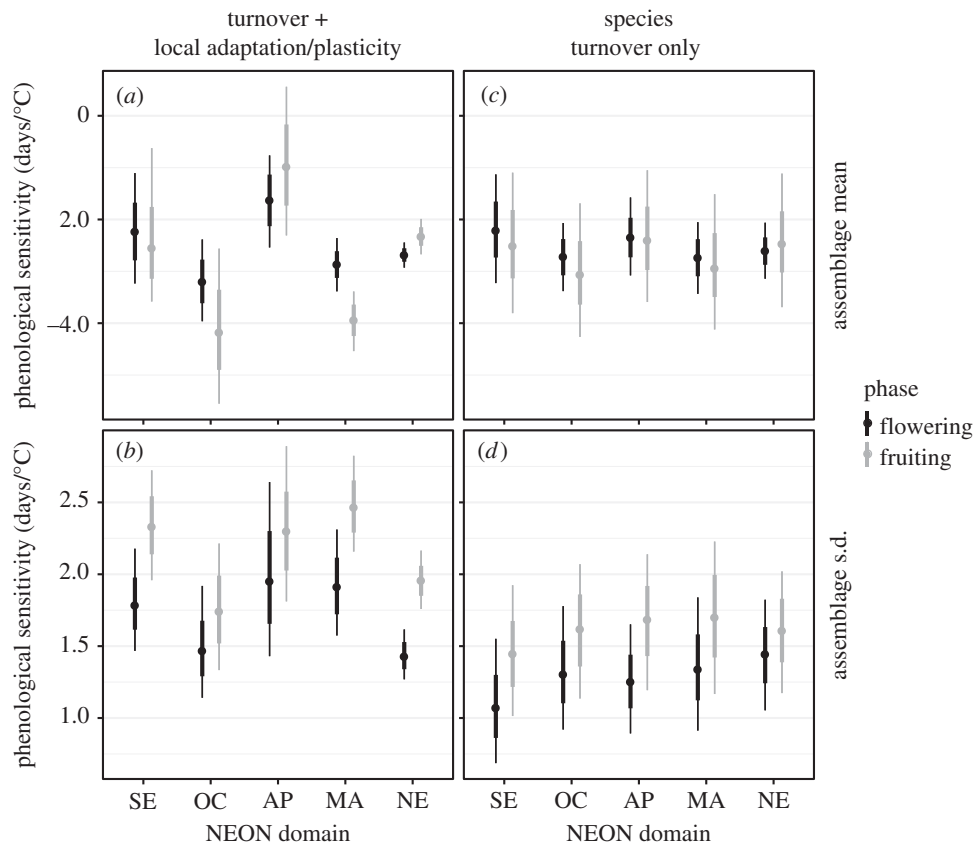 turnover +
local adaptation/plasticity
species
turnover only
(a)
(c)
phenological sensitivity (days/°C)
0
2.0
–4.0
assemblage mean
phase
flowering
fruiting
(b)
(d)
phenological sensitivity (days/°C)
2.5
2.0
1.5
1.0
assemblage s.d.
SE OC AP MA NE
SE OC AP MA NE
NEON domain
NEON domain